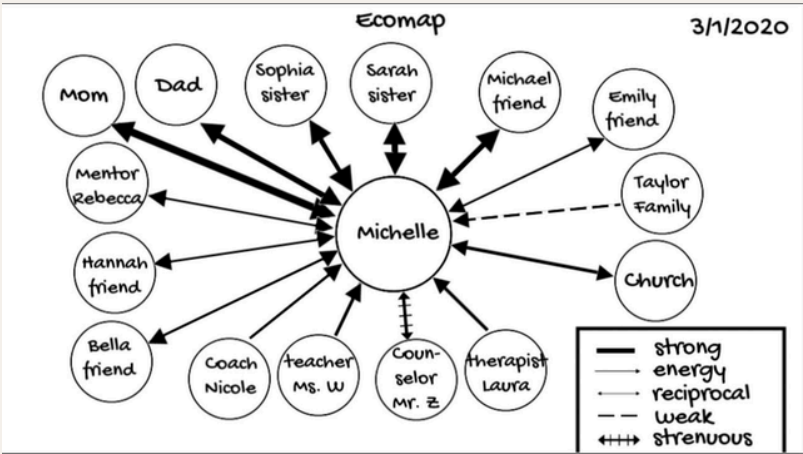 Ecomap
3/1/2020
Mom
Dad
Sophia
sister
Sarah
sister
Michael
friend
Emily
friend
Mentor
Rebecca
Taylor
Family
Michelle
Hannah
friend
Church
Bella
friend
Coach
Nicole
teacher
Ms. W
Coun-
selor
Mr. Z
therapist
Laura
strong
energy
reciprocal
weak
strenuous